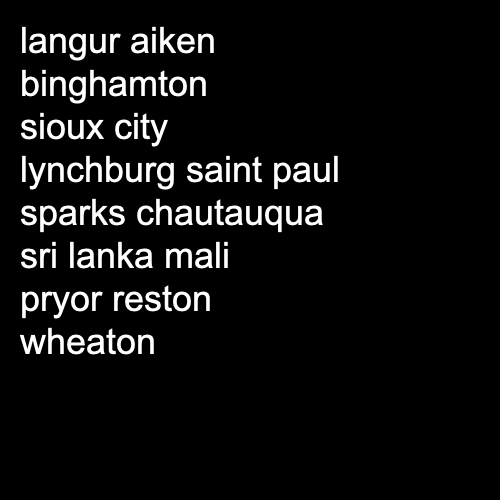 langur aiken
binghamton
sioux city
lynchburg saint paul
sparks chautauqua
sri lanka mali
pryor reston
wheaton